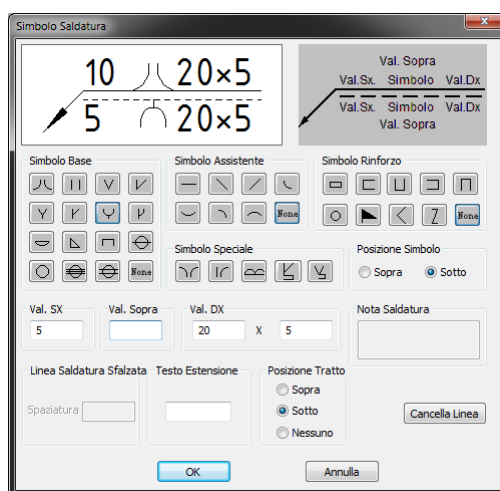 Simbolo Saldatura
10 20×5
5 20×5
Val. Sopra
Val.Sx. Simbolo Val.Dx
Val.Sx. Simbolo Val.Dx
Val. Sopra
Simbolo Base
Simbolo Assistente
Simbolo Rinforzo
None
None
Simbolo Speciale
Posizione Simbolo
None
Sopra Sotto
Val. SX
Val. Sopra
Val. DX
Nota Saldatura
5
20 X 5
Linea Saldatura Sfalzata
Testo Estensione
Posizione Tratto
Sopra
Spaziatura
Sotto
Cancella Linea
Nessuno
OK
Annulla